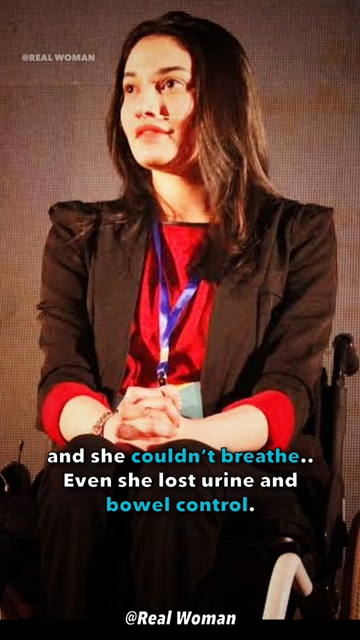 @REAL WOMAN
and she couldn't breathe..
Even she lost urine and
bowel control.
@Real Woman